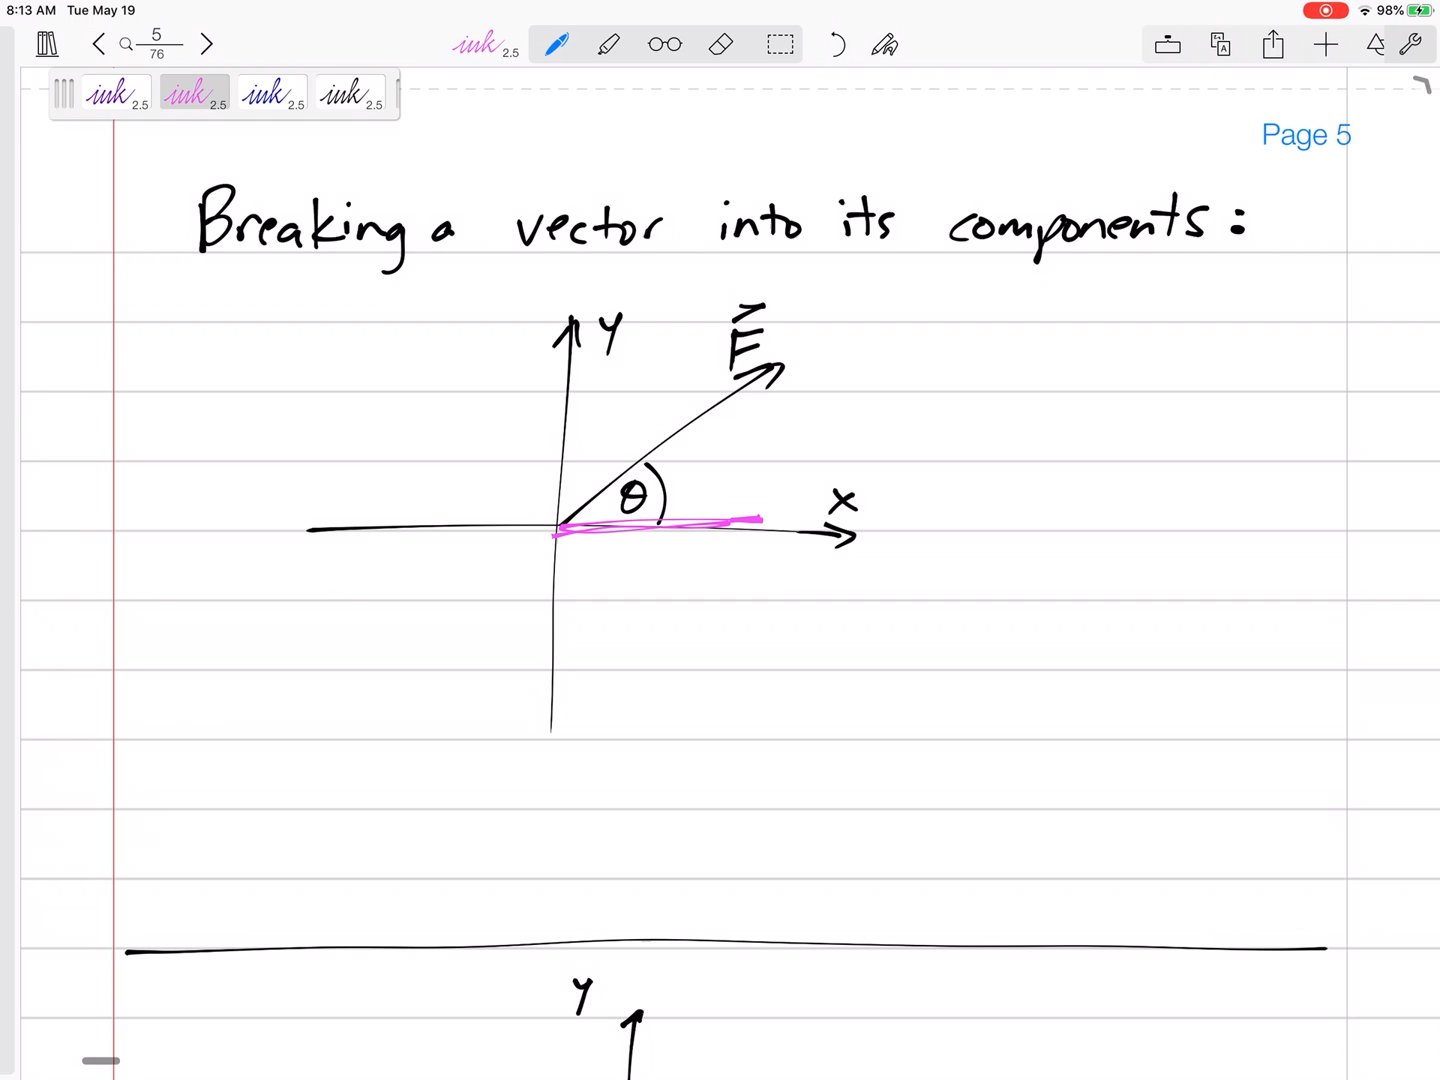 8:13 AM Tue May 19
98%
5
76
ink 2.5
ink 2.5
ink 2.5
ink 2.5
ink 2.5
Page 5
Breaking a vector into its components:
y
F⃗
θ
x
y